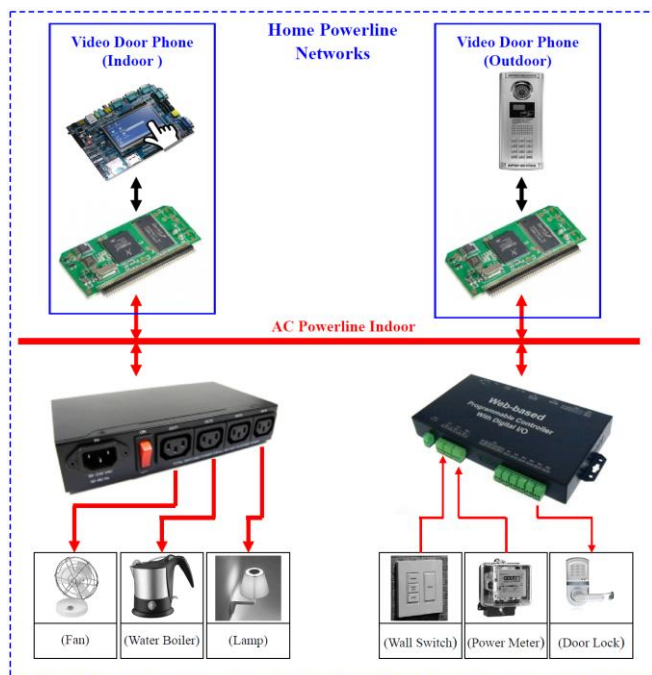 Home Powerline
Networks
Video Door Phone
(Indoor )
Video Door Phone
(Outdoor)
AC Powerline Indoor
Web-based
Programmable Controller
With Digital I/O
(Fan)
(Water Boiler)
(Lamp)
(Wall Switch)
(Power Meter)
(Door Lock)